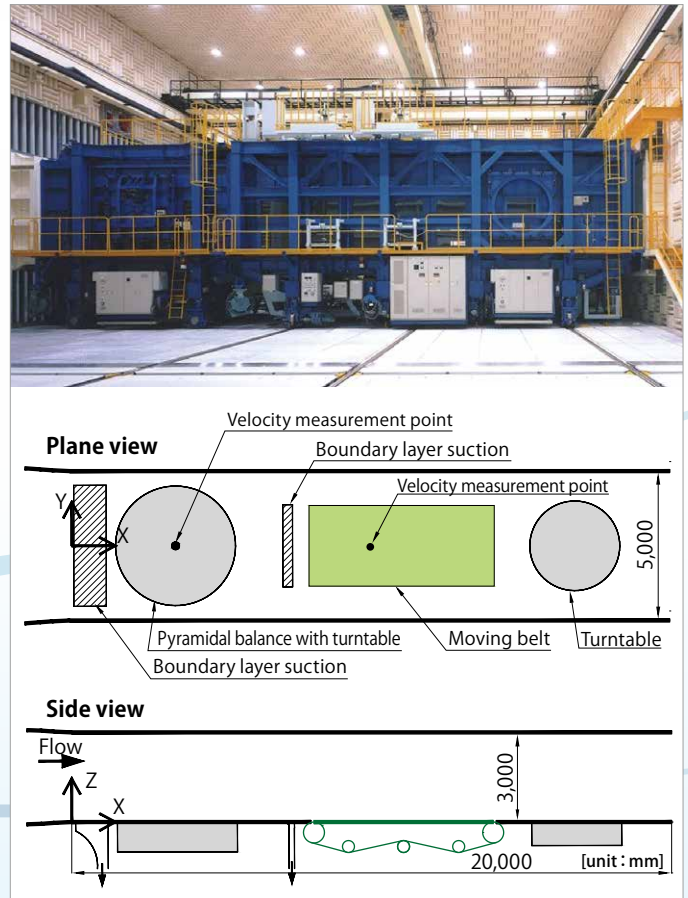 Velocity measurement point
Plane view
Boundary layer suction
Velocity measurement point
Y
X
5,000
Pyramidal balance with turntable
Moving belt
Turntable
Boundary layer suction
Side view
Flow
Z
X
3,000
20,000
[unit：mm]